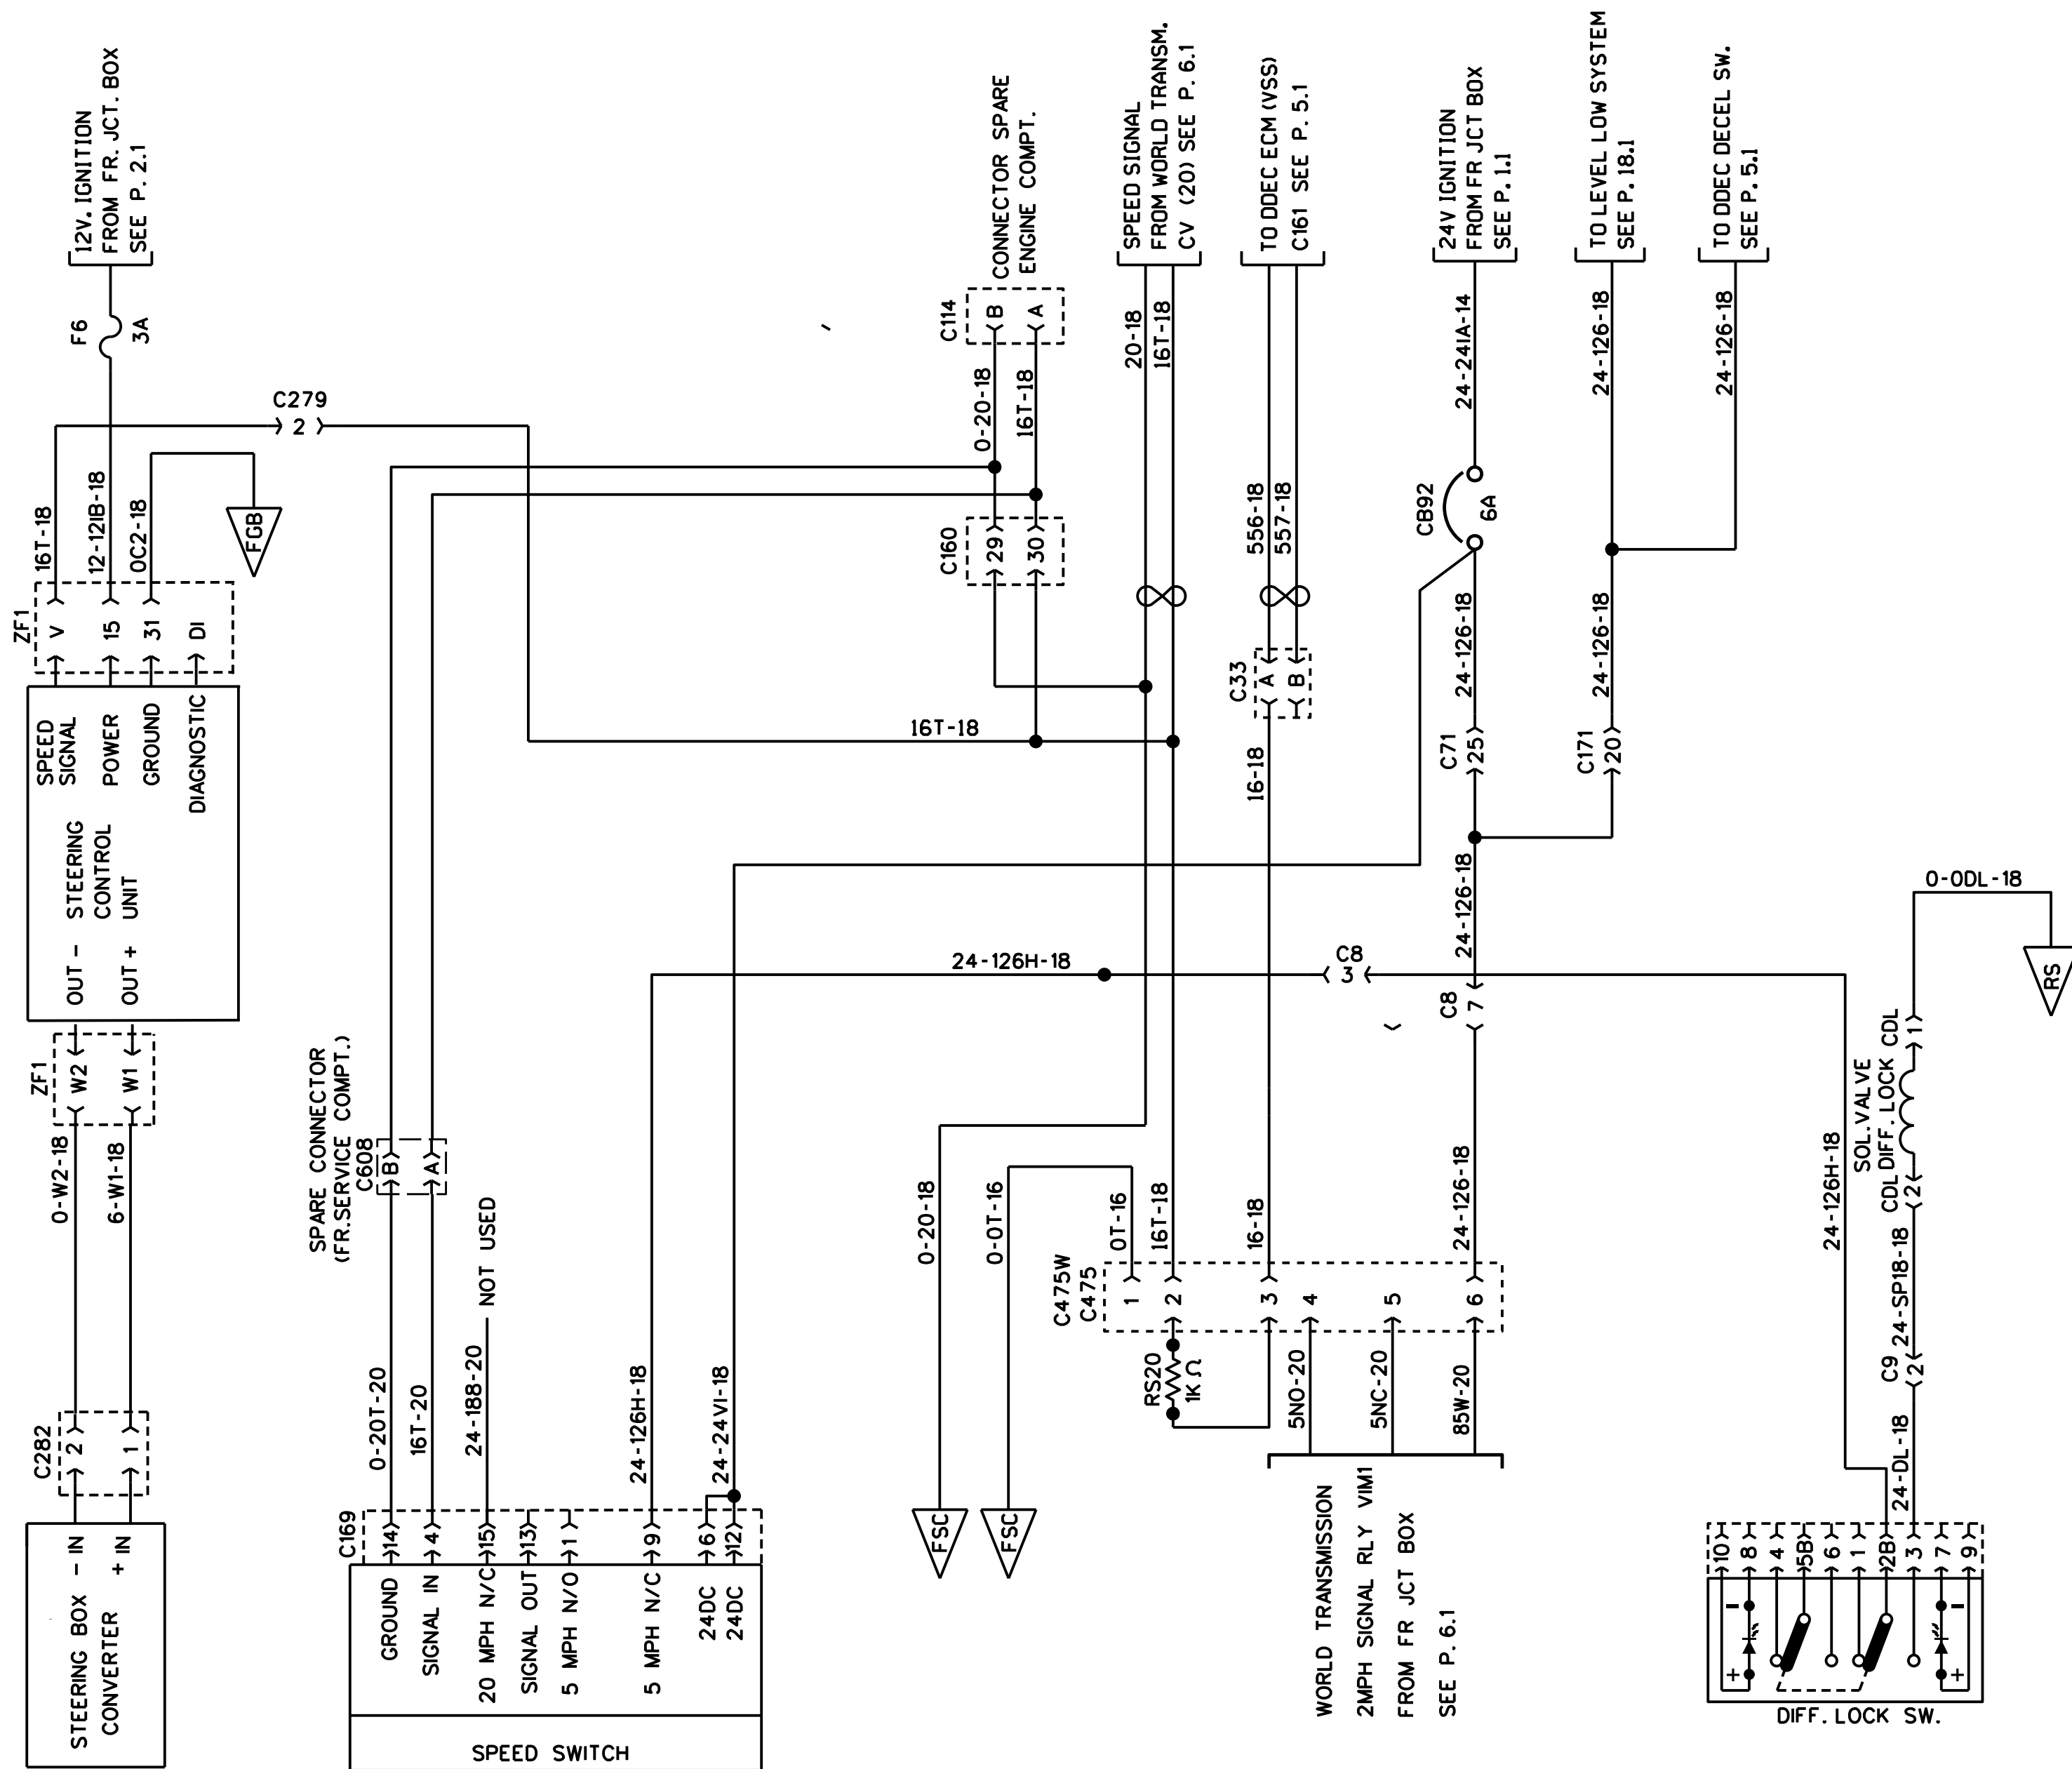 12V. IGNITION
FROM FR. JCT. BOX
SEE P. 2.1
F6
3A
C279
2
16T-18
12-121B-18
0C2-18
FGB
ZF1
V
15
31
DI
SPEED
SIGNAL
POWER
GROUND
DIAGNOSTIC
STEERING
CONTROL
UNIT
OUT -
OUT +
ZF1
W2
W1
0-W2-18
6-W1-18
C282
2
1
- IN
+ IN
STEERING BOX
CONVERTER
CONNECTOR SPARE
ENGINE COMPT.
C114
B
A
0-20-18
16T-18
C160
29
30
16T-18
SPEED SIGNAL
FROM WORLD TRANSM.
CV (20) SEE P. 6.1
20-18
16T-18
TO DDEC ECM (VSS)
C161 SEE P. 5.1
556-18
557-18
C33
A
B
16-18
24V IGNITION
FROM FR JCT BOX
SEE P. 1.1
24-241A-14
CB92
6A
24-126-18
C71
25
24-126-18
TO LEVEL LOW SYSTEM
SEE P. 18.1
24-126-18
24-126-18
C171
20
TO DDEC DECEL SW.
SEE P. 5.1
24-126-18
24-126H-18
C8
3
C8
7
0-0DL-18
RS
SPARE CONNECTOR
(FR.SERVICE COMPT.)
C608
B
A
0-20T-20
16T-20
24-188-20
NOT USED
24-126H-18
24-24VI-18
C169
14
4
15
13
1
9
6
12
GROUND
SIGNAL IN
20 MPH N/C
SIGNAL OUT
5 MPH N/O
5 MPH N/C
24DC
24DC
SPEED SWITCH
0-20-18
0-0T-16
FSC
FSC
0T-16
16T-18
16-18
24-126-18
C475W
C475
1
2
3
4
5
6
RS20
1K Ω
5NO-20
5NC-20
85W-20
WORLD TRANSMISSION
2MPH SIGNAL RLY VIM1
FROM FR JCT BOX
SEE P. 6.1
24-126H-18
SOL.VALVE
DIFF. LOCK CDL
1
CDL
2
24-SP18-18
C9
2
24-DL-18
10
8
4
5B
6
1
2B
3
7
9
-
+
-
+
DIFF. LOCK SW.